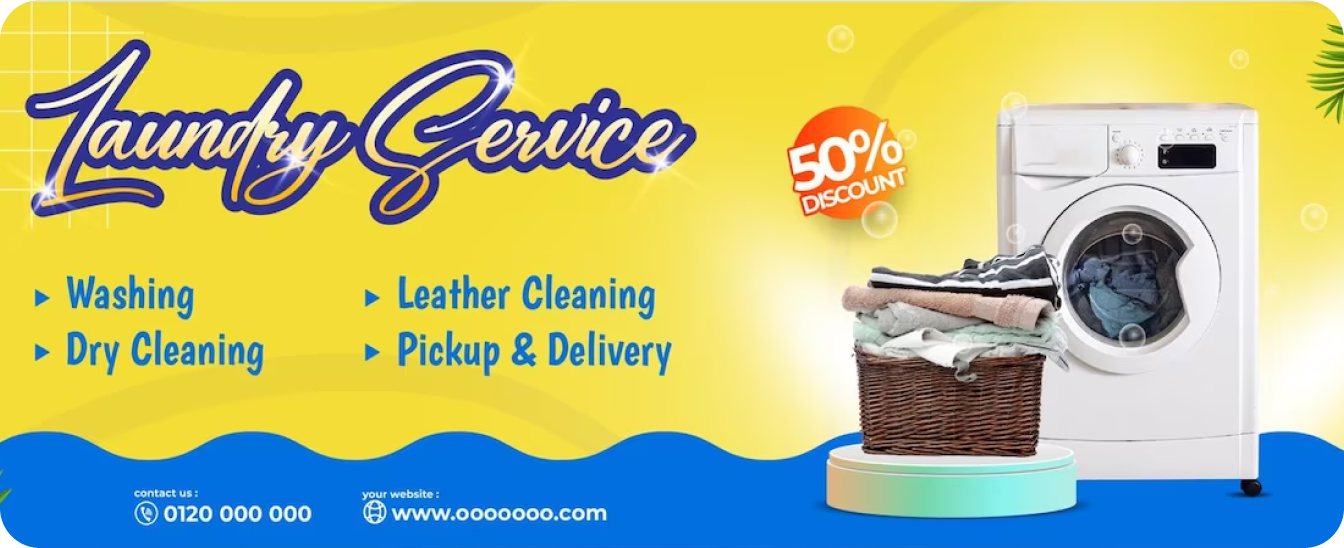 Laundry Service
50%
DISCOUNT
Washing
Leather Cleaning
Dry Cleaning
Pickup & Delivery
contact us :
0120 000 000
your website :
www.ooooooo.com